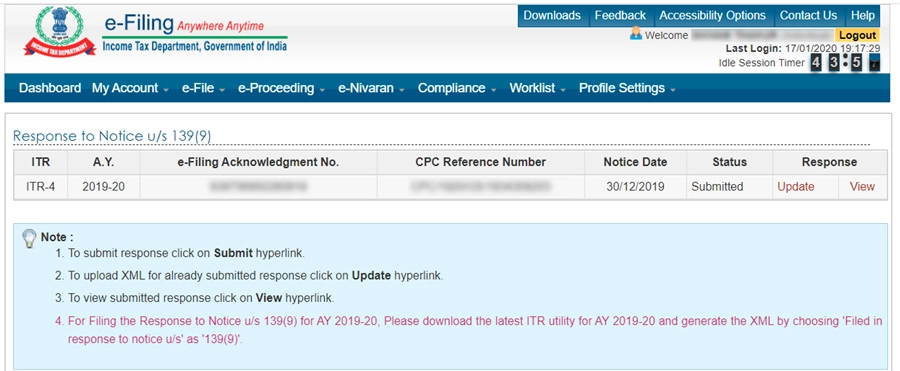 e-Filing Anywhere Anytime
Income Tax Department, Government of India
INCOME TAX DEPARTMENT
Downloads Feedback Accessibility Options Contact Us Help
Welcome Logout
Last Login: 17/01/2020 19:17:29
Idle Session Timer 4 3 : 5
Dashboard My Account e-File e-Proceeding e-Nivaran Compliance Worklist Profile Settings
Response to Notice u/s 139(9)
ITR A.Y. e-Filing Acknowledgment No. CPC Reference Number Notice Date Status Response
ITR-4 2019-20 30/12/2019 Submitted Update View
Note :
1. To submit response click on Submit hyperlink.
2. To upload XML for already submitted response click on Update hyperlink.
3. To view submitted response click on View hyperlink.
4. For Filing the Response to Notice u/s 139(9) for AY 2019-20, Please download the latest ITR utility for AY 2019-20 and generate the XML by choosing 'Filed in
response to notice u/s' as '139(9)'.